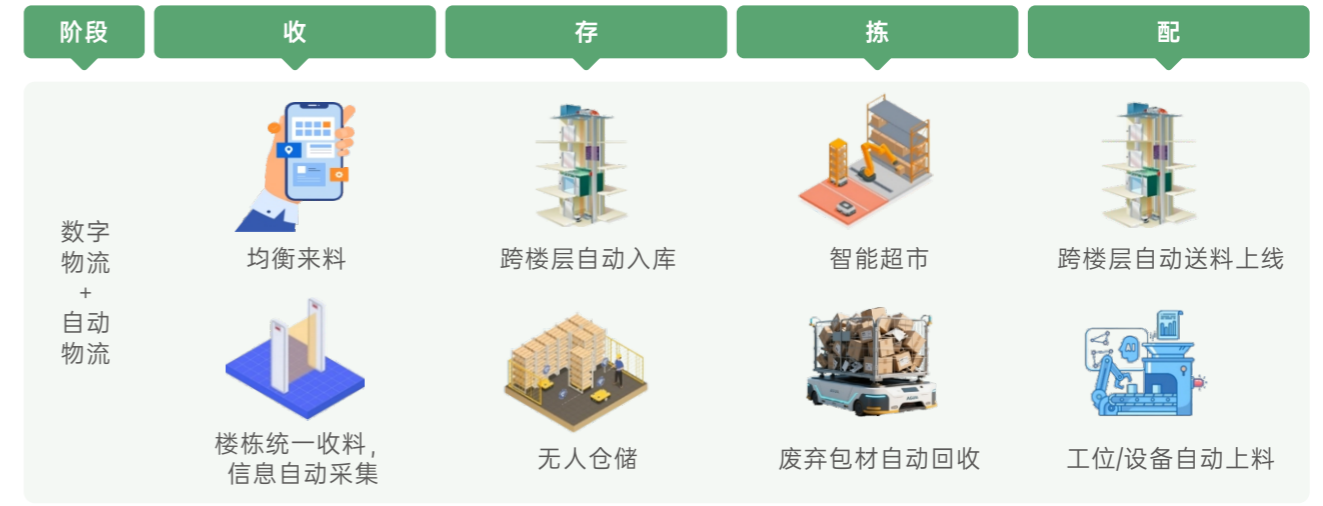 阶段
收
存
拣
配
数字
物流
+
自动
物流
均衡来料
跨楼层自动入库
智能超市
跨楼层自动送料上线
楼栋统一收料，
信息自动采集
无人仓储
废弃包材自动回收
工位/设备自动上料
AI